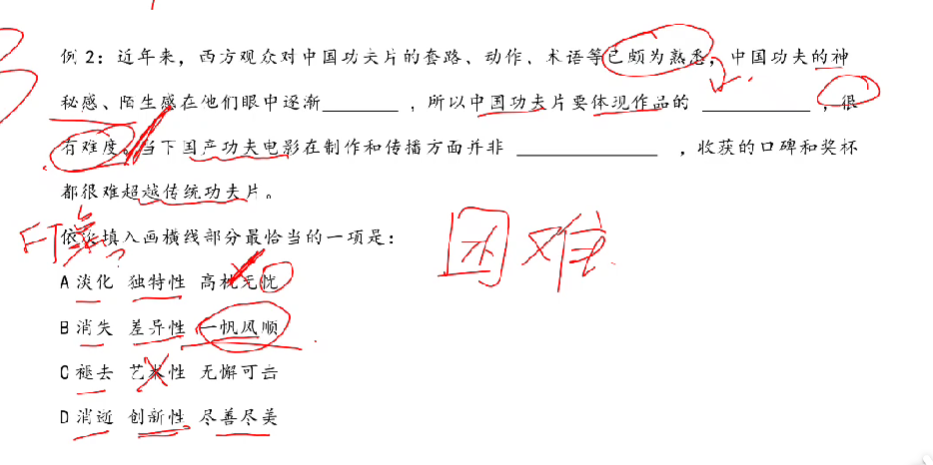 例2：近年来，西方观众对中国功夫片的套路、动作、术语等已颇为熟悉，中国功夫的神
秘感、陌生感在他们眼中逐渐________，所以中国功夫片要体现作品的 ____________，很
有难度。当下国产功夫电影在制作和传播方面并非 ________________，收获的口碑和奖杯
都很难超越传统功夫片。
依次填入画横线部分最恰当的一项是：
A 淡化 独特性 高枕无忧
B 消失 差异性 一帆风顺
C 褪去 艺术性 无懈可击
D 消逝 创新性 尽善尽美
困难